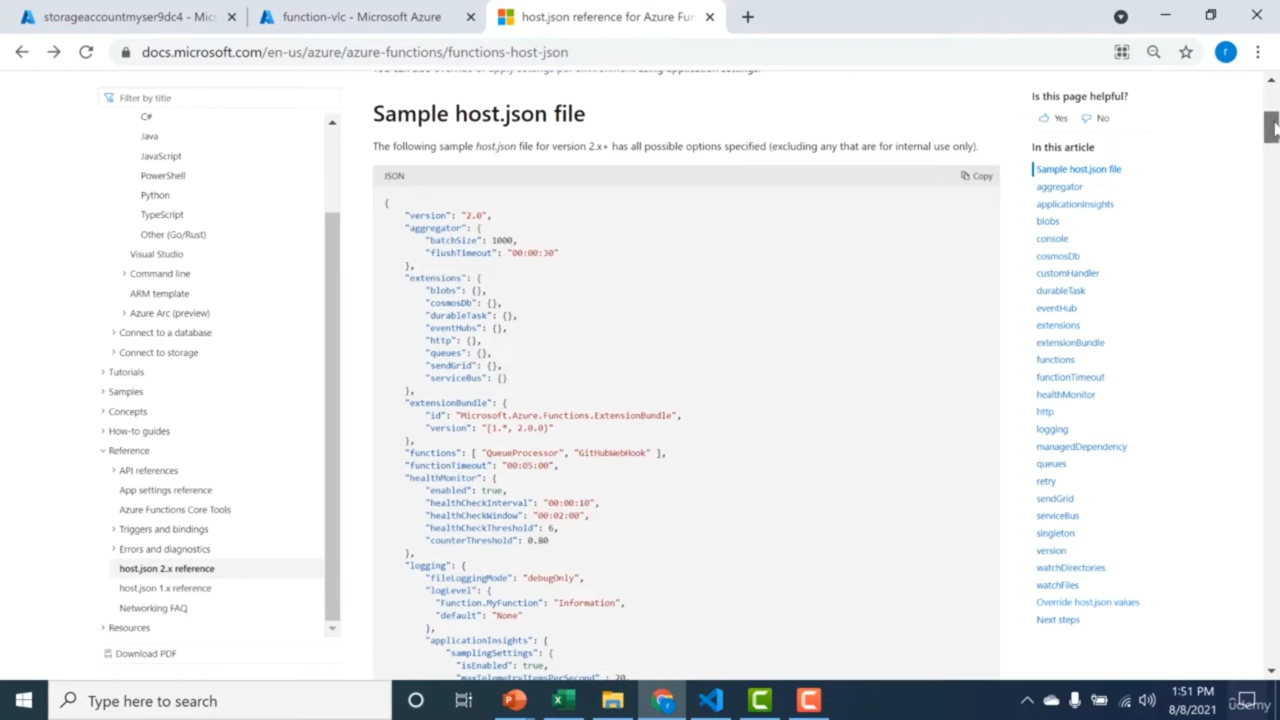 storageaccountmyser9dc4 - Mic
function-vlc - Microsoft Azure
host.json reference for Azure Fun
docs.microsoft.com/en-us/azure/azure-functions/functions-host-json
r
Filter by title
C#
Java
JavaScript
PowerShell
Python
TypeScript
Other (Go/Rust)
Visual Studio
Command line
ARM template
Azure Arc (preview)
Connect to a database
Connect to storage
Tutorials
Samples
Concepts
How-to guides
Reference
API references
App settings reference
Azure Functions Core Tools
Triggers and bindings
Errors and diagnostics
host.json 2.x reference
host.json 1.x reference
Networking FAQ
Resources
Download PDF
Sample host.json file
The following sample host.json file for version 2.x+ has all possible options specified (excluding any that are for internal use only).
JSON
Copy
{
"version": "2.0",
"aggregator": {
"batchSize": 1000,
"flushTimeout": "00:00:30"
},
"extensions": {
"blobs": {},
"cosmosDb": {},
"durableTask": {},
"eventHubs": {},
"http": {},
"queues": {},
"sendGrid": {},
"serviceBus": {}
},
"extensionBundle": {
"id": "Microsoft.Azure.Functions.ExtensionBundle",
"version": "[1.*, 2.0.0)"
},
"functions": [ "QueueProcessor", "GitHubWebHook" ],
"functionTimeout": "00:05:00",
"healthMonitor": {
"enabled": true,
"healthCheckInterval": "00:00:10",
"healthCheckWindow": "00:02:00",
"healthCheckThreshold": 6,
"counterThreshold": 0.80
},
"logging": {
"fileLoggingMode": "debugOnly",
"logLevel": {
"Function.MyFunction": "Information",
"default": "None"
},
"applicationInsights": {
"samplingSettings": {
"isEnabled": true,
"maxTelemetryItemsPerSecond" : 20,
Is this page helpful?
Yes
No
In this article
Sample host.json file
aggregator
applicationInsights
blobs
console
cosmosDb
customHandler
durableTask
eventHub
extensions
extensionBundle
functions
functionTimeout
healthMonitor
http
logging
managedDependency
queues
retry
sendGrid
serviceBus
singleton
version
watchDirectories
watchFiles
Override host.json values
Next steps
Type here to search
1:51 PM
8/8/2021
udemy